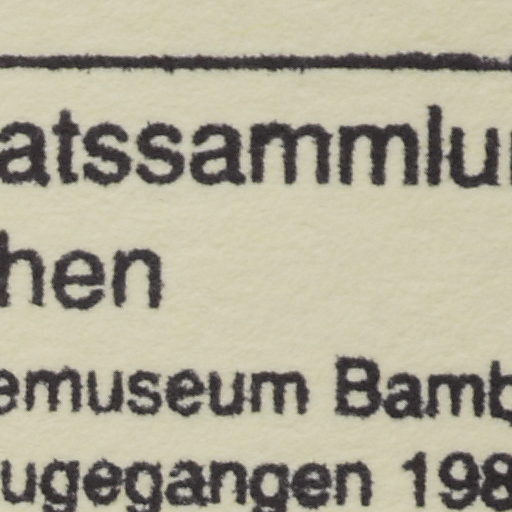 atssammlu
hen
emuseum Bamb
ugegangen 198